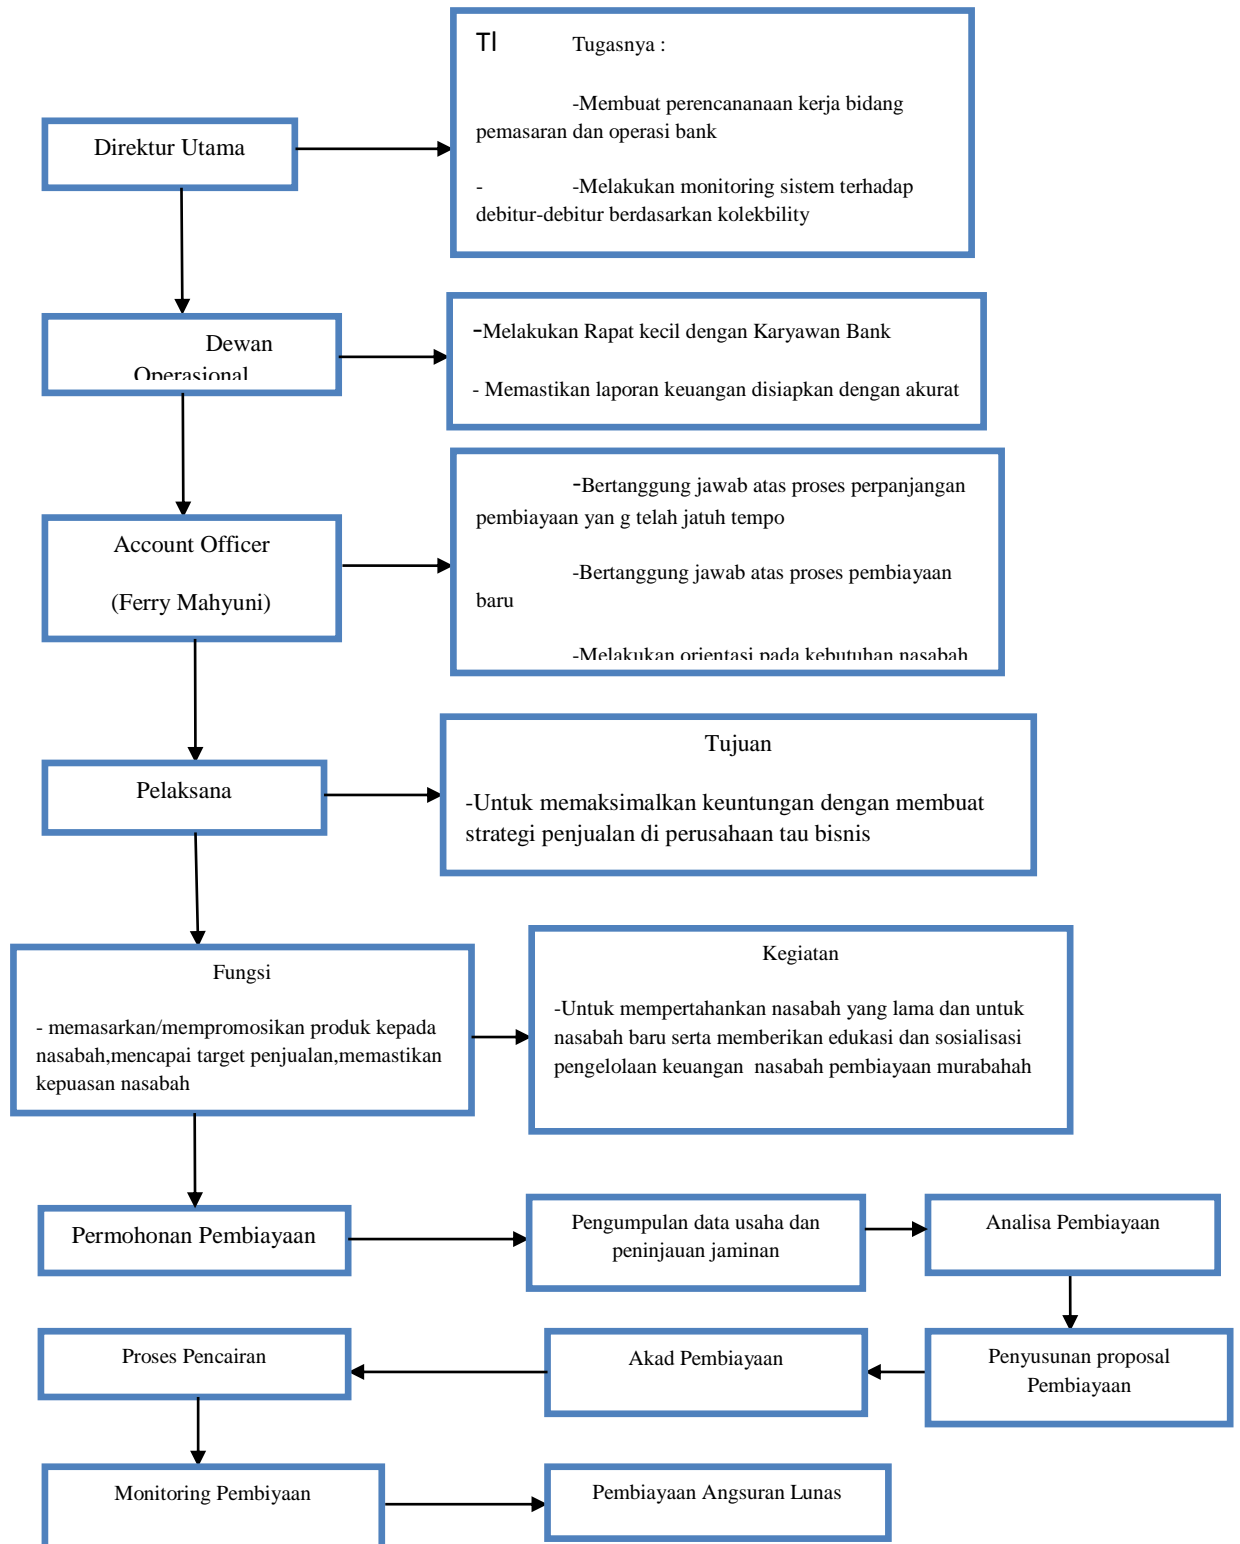 Tl Tugasnya :
-Membuat perencananaan kerja bidang
pemasaran dan operasi bank
- -Melakukan monitoring sistem terhadap
debitur-debitur berdasarkan kolekbility
Direktur Utama
Dewan
Operasional
-Melakukan Rapat kecil dengan Karyawan Bank
- Memastikan laporan keuangan disiapkan dengan akurat
Account Officer
(Ferry Mahyuni)
-Bertanggung jawab atas proses perpanjangan
pembiayaan yan g telah jatuh tempo
-Bertanggung jawab atas proses pembiayaan
baru
-Melakukan orientasi pada kebutuhan nasabah
Pelaksana
Tujuan
-Untuk memaksimalkan keuntungan dengan membuat
strategi penjualan di perusahaan tau bisnis
Fungsi
- memasarkan/mempromosikan produk kepada
nasabah,mencapai target penjualan,memastikan
kepuasan nasabah
Kegiatan
-Untuk mempertahankan nasabah yang lama dan untuk
nasabah baru serta memberikan edukasi dan sosialisasi
pengelolaan keuangan  nasabah pembiayaan murabahah
Permohonan Pembiayaan
Pengumpulan data usaha dan
peninjauan jaminan
Analisa Pembiayaan
Proses Pencairan
Akad Pembiayaan
Penyusunan proposal
Pembiayaan
Monitoring Pembiyaan
Pembiayaan Angsuran Lunas